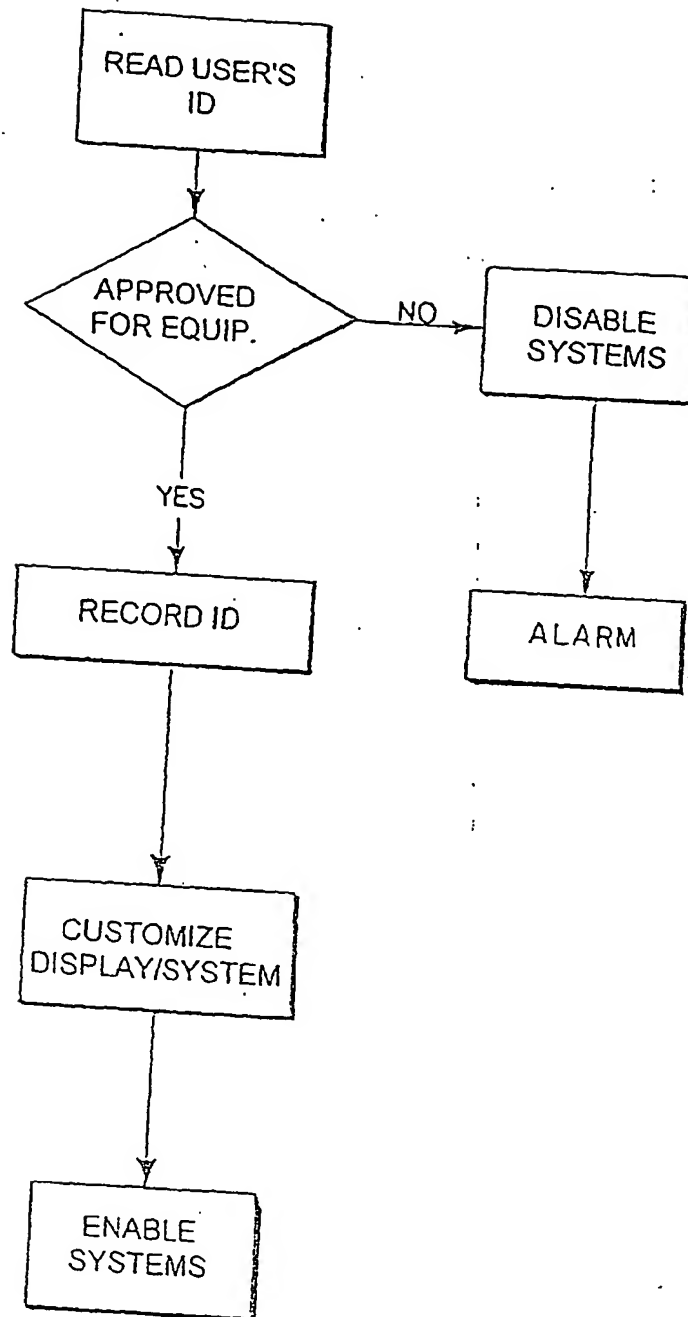 READ USER'S
ID
APPROVED
FOR EQUIP.
NO
DISABLE
SYSTEMS
YES
RECORD ID
ALARM
CUSTOMIZE
DISPLAY/SYSTEM
ENABLE
SYSTEMS